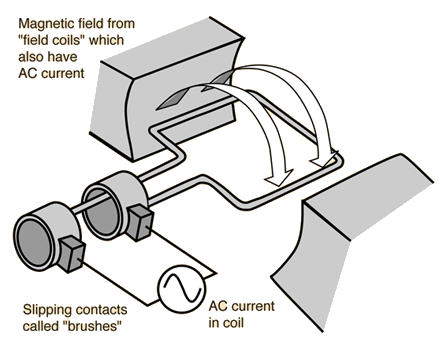 Magnetic field from
"field coils" which
also have
AC current
Slipping contacts
called "brushes"
AC current
in coil